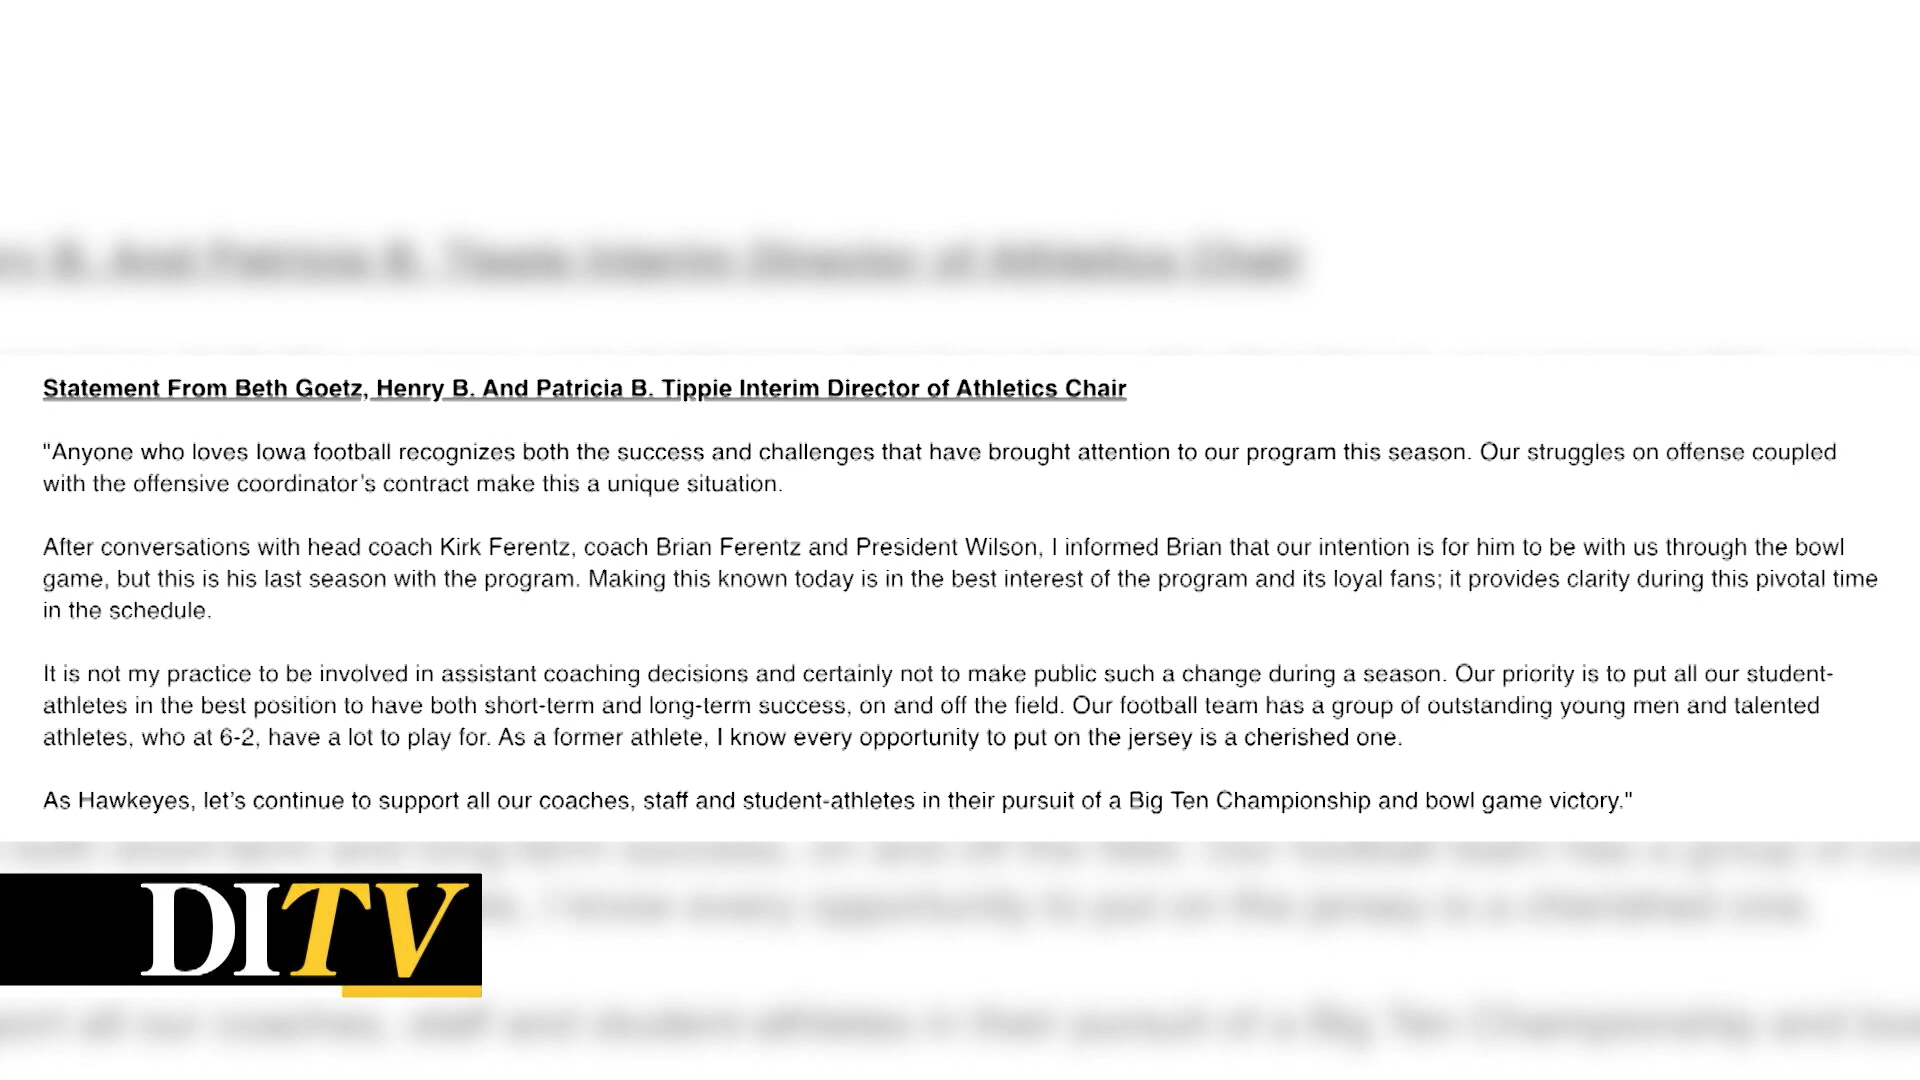 ry B. And Patricia B. Tippie Interim Director of Athletics Chair
Statement From Beth Goetz, Henry B. And Patricia B. Tippie Interim Director of Athletics Chair
"Anyone who loves Iowa football recognizes both the success and challenges that have brought attention to our program this season. Our struggles on offense coupled
with the offensive coordinator's contract make this a unique situation.
After conversations with head coach Kirk Ferentz, coach Brian Ferentz and President Wilson, I informed Brian that our intention is for him to be with us through the bowl
game, but this is his last season with the program. Making this known today is in the best interest of the program and its loyal fans; it provides clarity during this pivotal time
in the schedule.
It is not my practice to be involved in assistant coaching decisions and certainly not to make public such a change during a season. Our priority is to put all our student-
athletes in the best position to have both short-term and long-term success, on and off the field. Our football team has a group of outstanding young men and talented
athletes, who at 6-2, have a lot to play for. As a former athlete, I know every opportunity to put on the jersey is a cherished one.
As Hawkeyes, let's continue to support all our coaches, staff and student-athletes in their pursuit of a Big Ten Championship and bowl game victory."
DITV